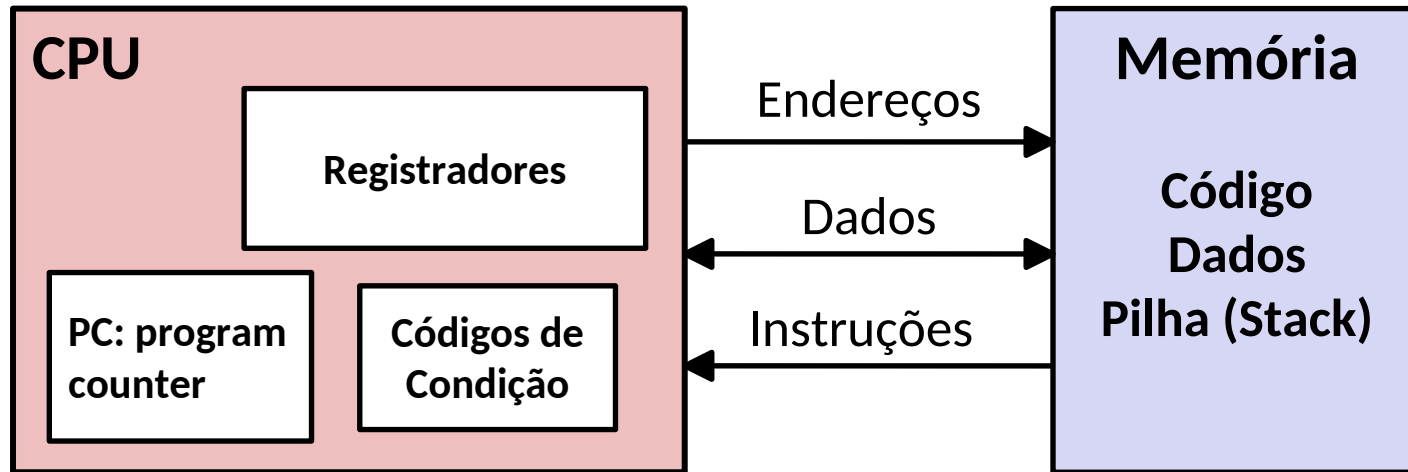 CPU
Registradores
PC: program
counter
Códigos de
Condição
Endereços
Dados
Instruções
Memória
Código
Dados
Pilha (Stack)